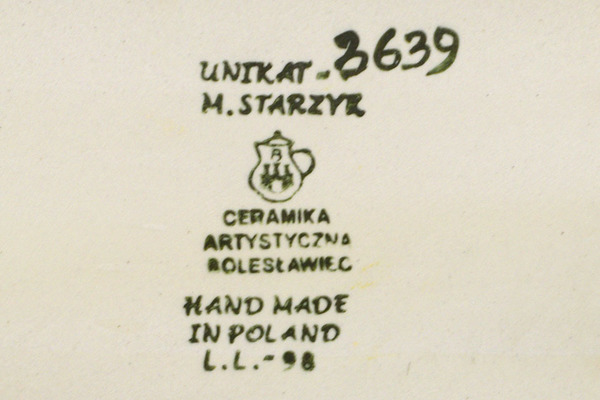 UNIKAT - 3639
M. STARZYK
B
CERAMIKA
ARTYSTYCZNA
BOLESŁAWIEC
HAND MADE
IN POLAND
L.L. - 98